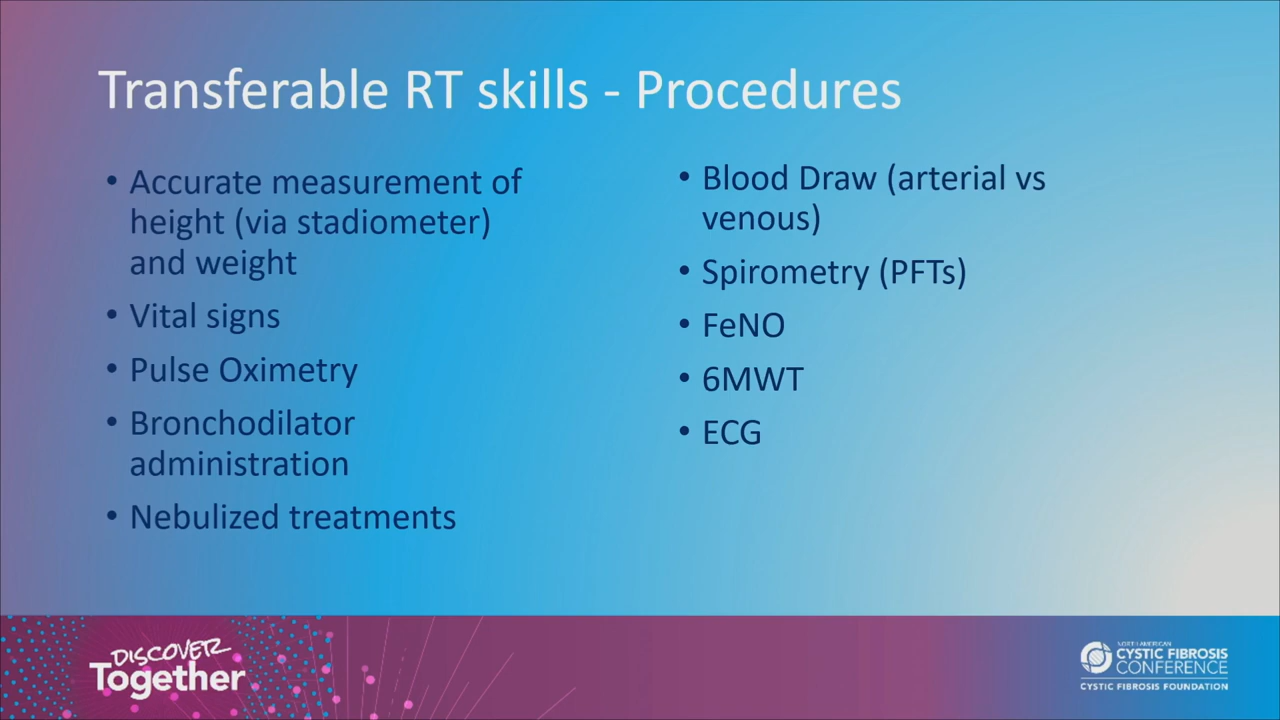 Transferable RT skills - Procedures
• Accurate measurement of
height (via stadiometer)
and weight
• Vital signs
• Pulse Oximetry
• Bronchodilator
administration
• Nebulized treatments
• Blood Draw (arterial vs
venous)
• Spirometry (PFTs)
• FeNO
• 6MWT
• ECG
DISCOVER
Together
NORTH AMERICAN
CYSTIC FIBROSIS
CONFERENCE
CYSTIC FIBROSIS FOUNDATION